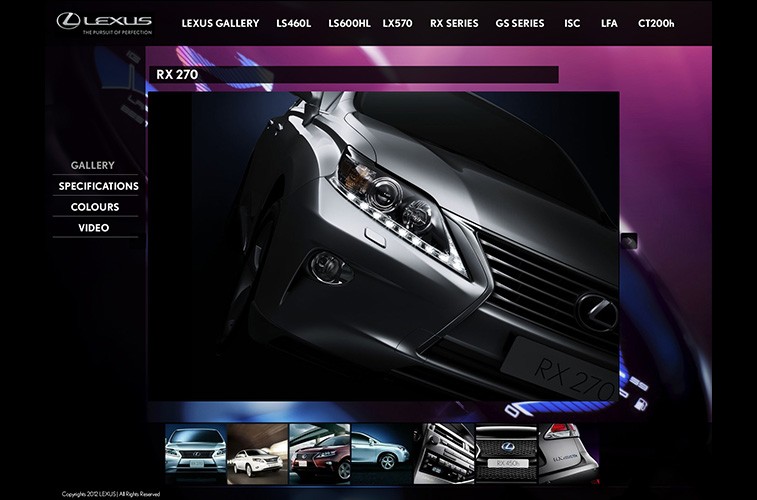 LEXUS
THE PURSUIT OF PERFECTION
LEXUS GALLERY LS460L LS600HL LX570 RX SERIES GS SERIES ISC LFA CT200h
RX 270
GALLERY
SPECIFICATIONS
COLOURS
VIDEO
RX 270
RX 450h
Copyrights 2012 LEXUS | All Rights Reserved